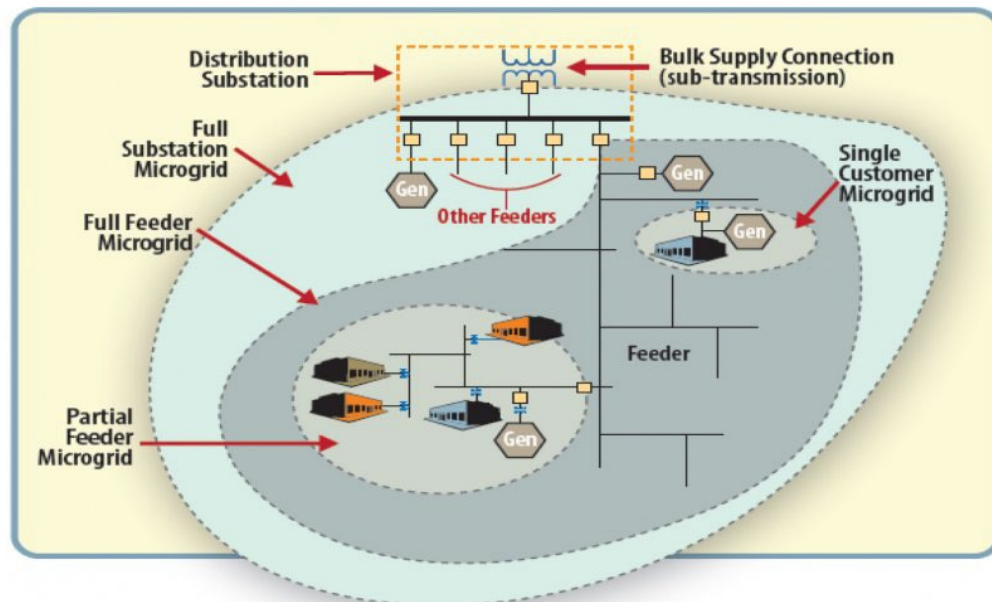 Distribution
Substation
Bulk Supply Connection
(sub-transmission)
Full
Substation
Microgrid
Single
Customer
Microgrid
Gen
Gen
Other Feeders
Full Feeder
Microgrid
Gen
Feeder
Partial
Feeder
Microgrid
Gen